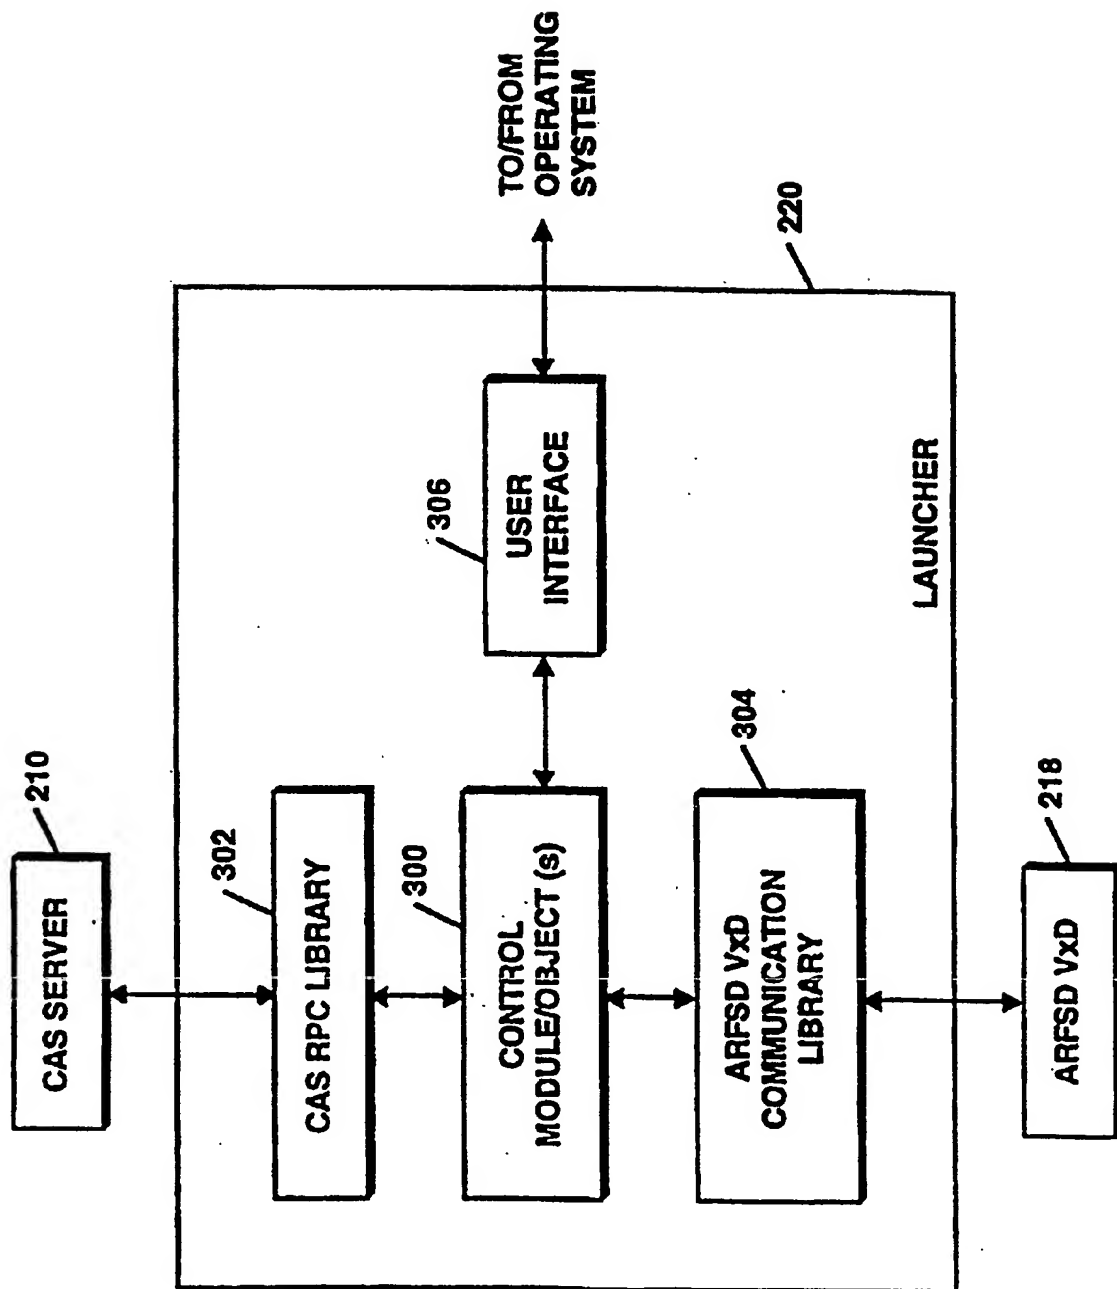 TO/FROM
OPERATING
SYSTEM
220
306
USER
INTERFACE
LAUNCHER
210
CAS SERVER
302
CAS RPC LIBRARY
300
CONTROL
MODULE/OBJECT (s)
304
ARFSD VxD
COMMUNICATION
LIBRARY
218
ARFSD VxD